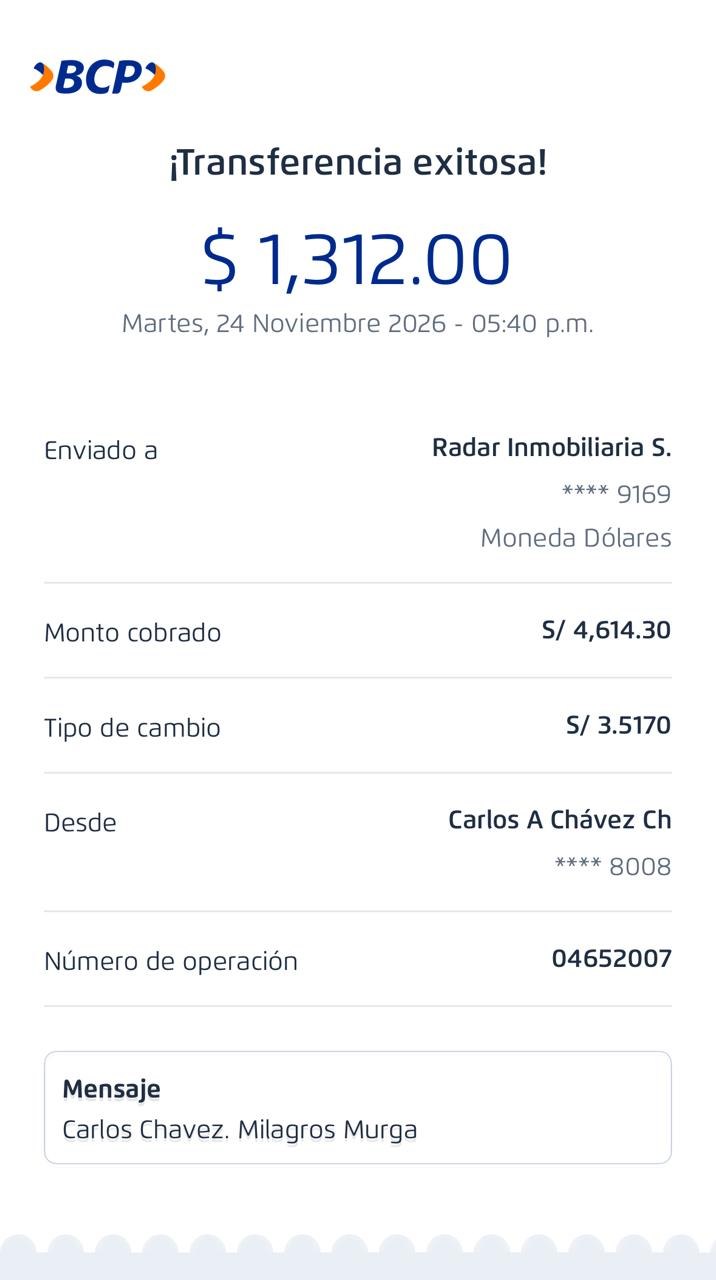 BCP
¡Transferencia exitosa!
$ 1,312.00
Martes, 24 Noviembre 2026 - 05:40 p.m.
Enviado a
Radar Inmobiliaria S.
**** 9169
Moneda Dólares
Monto cobrado
S/ 4,614.30
Tipo de cambio
S/ 3.5170
Desde
Carlos A Chávez Ch
**** 8008
Número de operación
04652007
Mensaje
Carlos Chavez. Milagros Murga